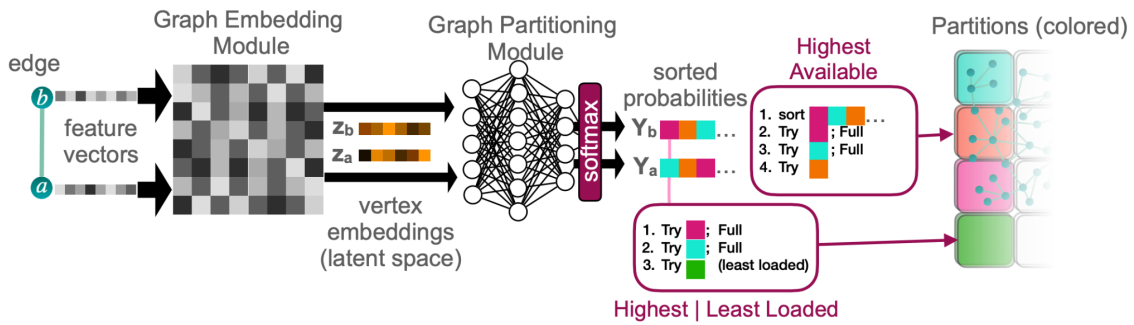 Graph Embedding
Module
Graph Partitioning
Module
Highest
Available
Partitions (colored)
edge
b
a
feature
vectors
z_b
z_a
vertex
embeddings
(latent space)
softmax
sorted
probabilities
Y_b ...
Y_a ...
1. sort ...
2. Try ; Full
3. Try ; Full
4. Try
1. Try ; Full
2. Try ; Full
3. Try (least loaded)
Highest | Least Loaded